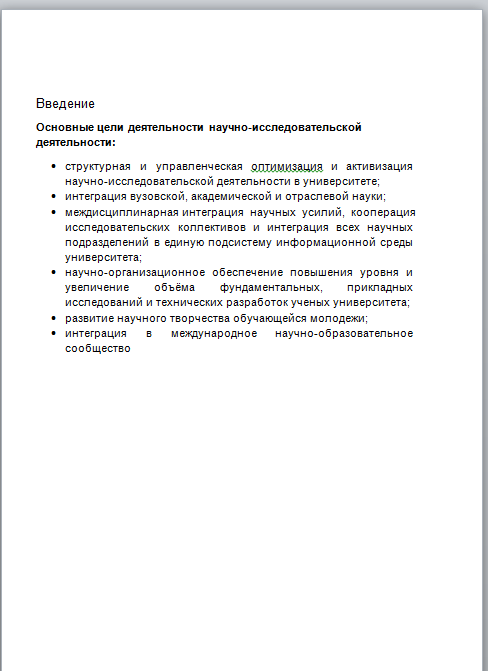 Введение
Основные цели деятельности научно-исследовательской
деятельности:
• структурная и управленческая оптимизация и активизация
научно-исследовательской деятельности в университете;
• интеграция вузовской, академической и отраслевой науки;
• междисциплинарная интеграция научных усилий, кооперация
исследовательских коллективов и интеграция всех научных
подразделений в единую подсистему информационной среды
университета;
• научно-организационное обеспечение повышения уровня и
увеличение объёма фундаментальных, прикладных
исследований и технических разработок ученых университета;
• развитие научного творчества обучающейся молодежи;
• интеграция в международное научно-образовательное
сообщество